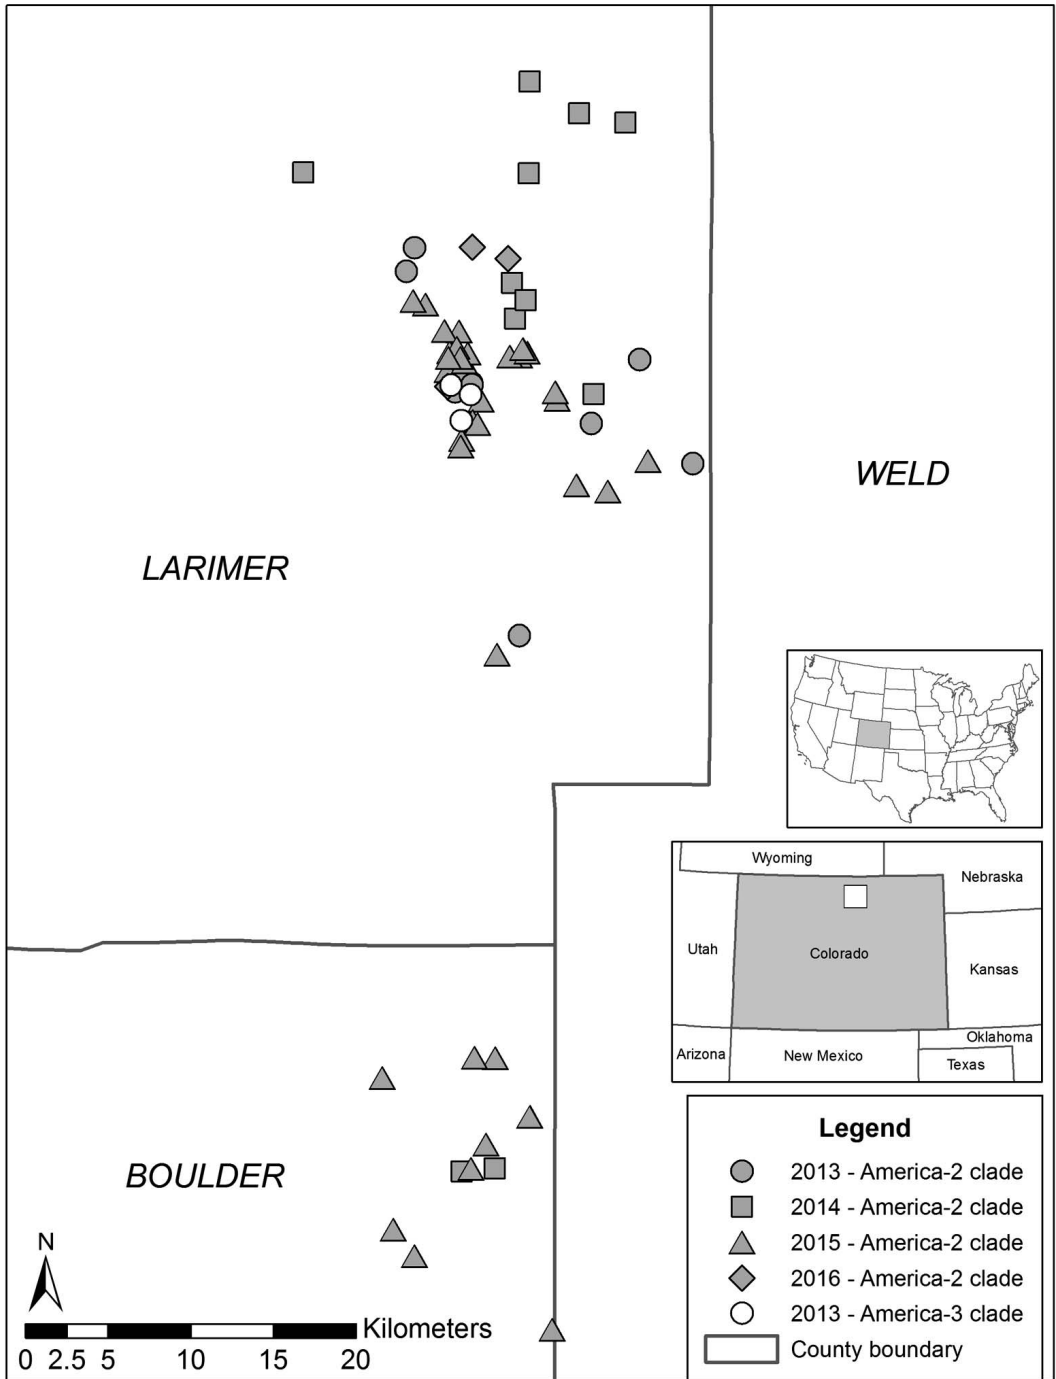 WELD
LARIMER
Wyoming
Nebraska
Utah
Colorado
Kansas
Oklahoma
Arizona
New Mexico
Texas
BOULDER
Legend
2013 - America-2 clade
2014 - America-2 clade
2015 - America-2 clade
2016 - America-2 clade
2013 - America-3 clade
County boundary
N
Kilometers
0 2.5 5 10 15 20